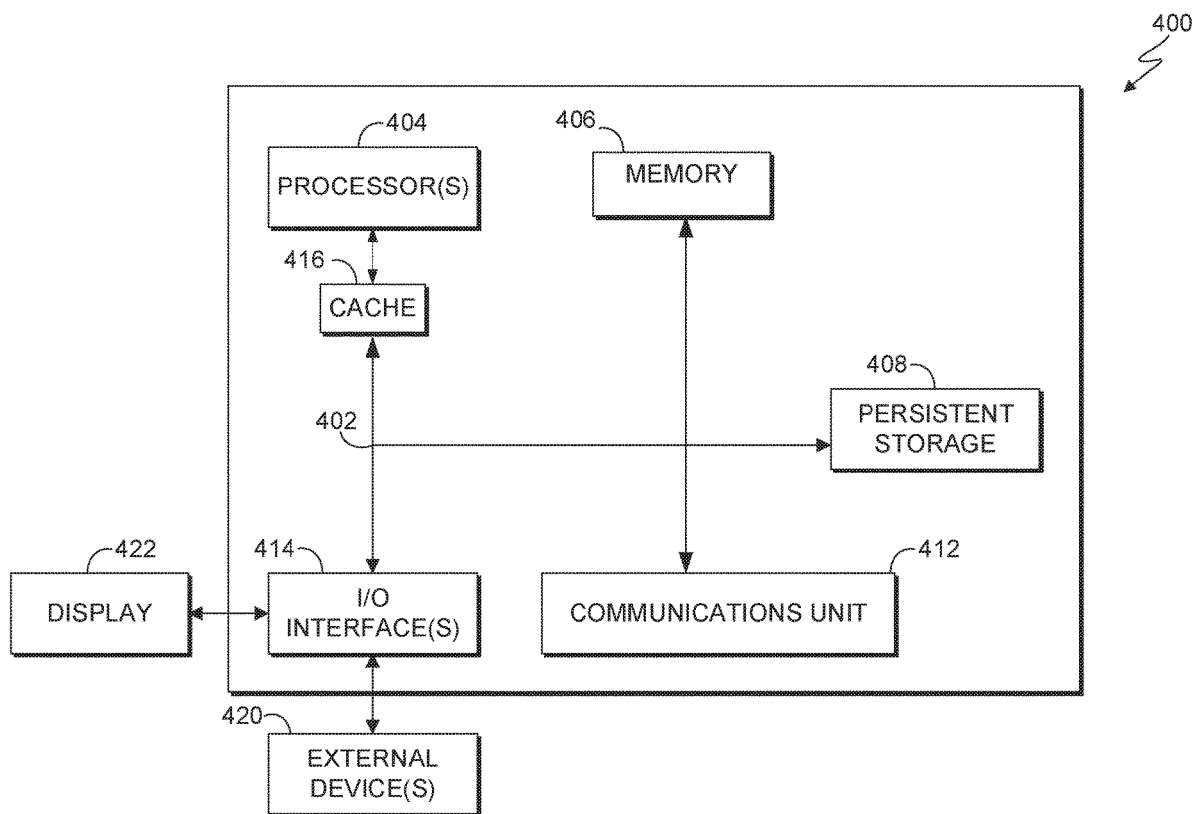 400
404
PROCESSOR(S)
406
MEMORY
416
CACHE
408
PERSISTENT
STORAGE
402
422
DISPLAY
414
I/O
INTERFACE(S)
412
COMMUNICATIONS UNIT
420
EXTERNAL
DEVICE(S)